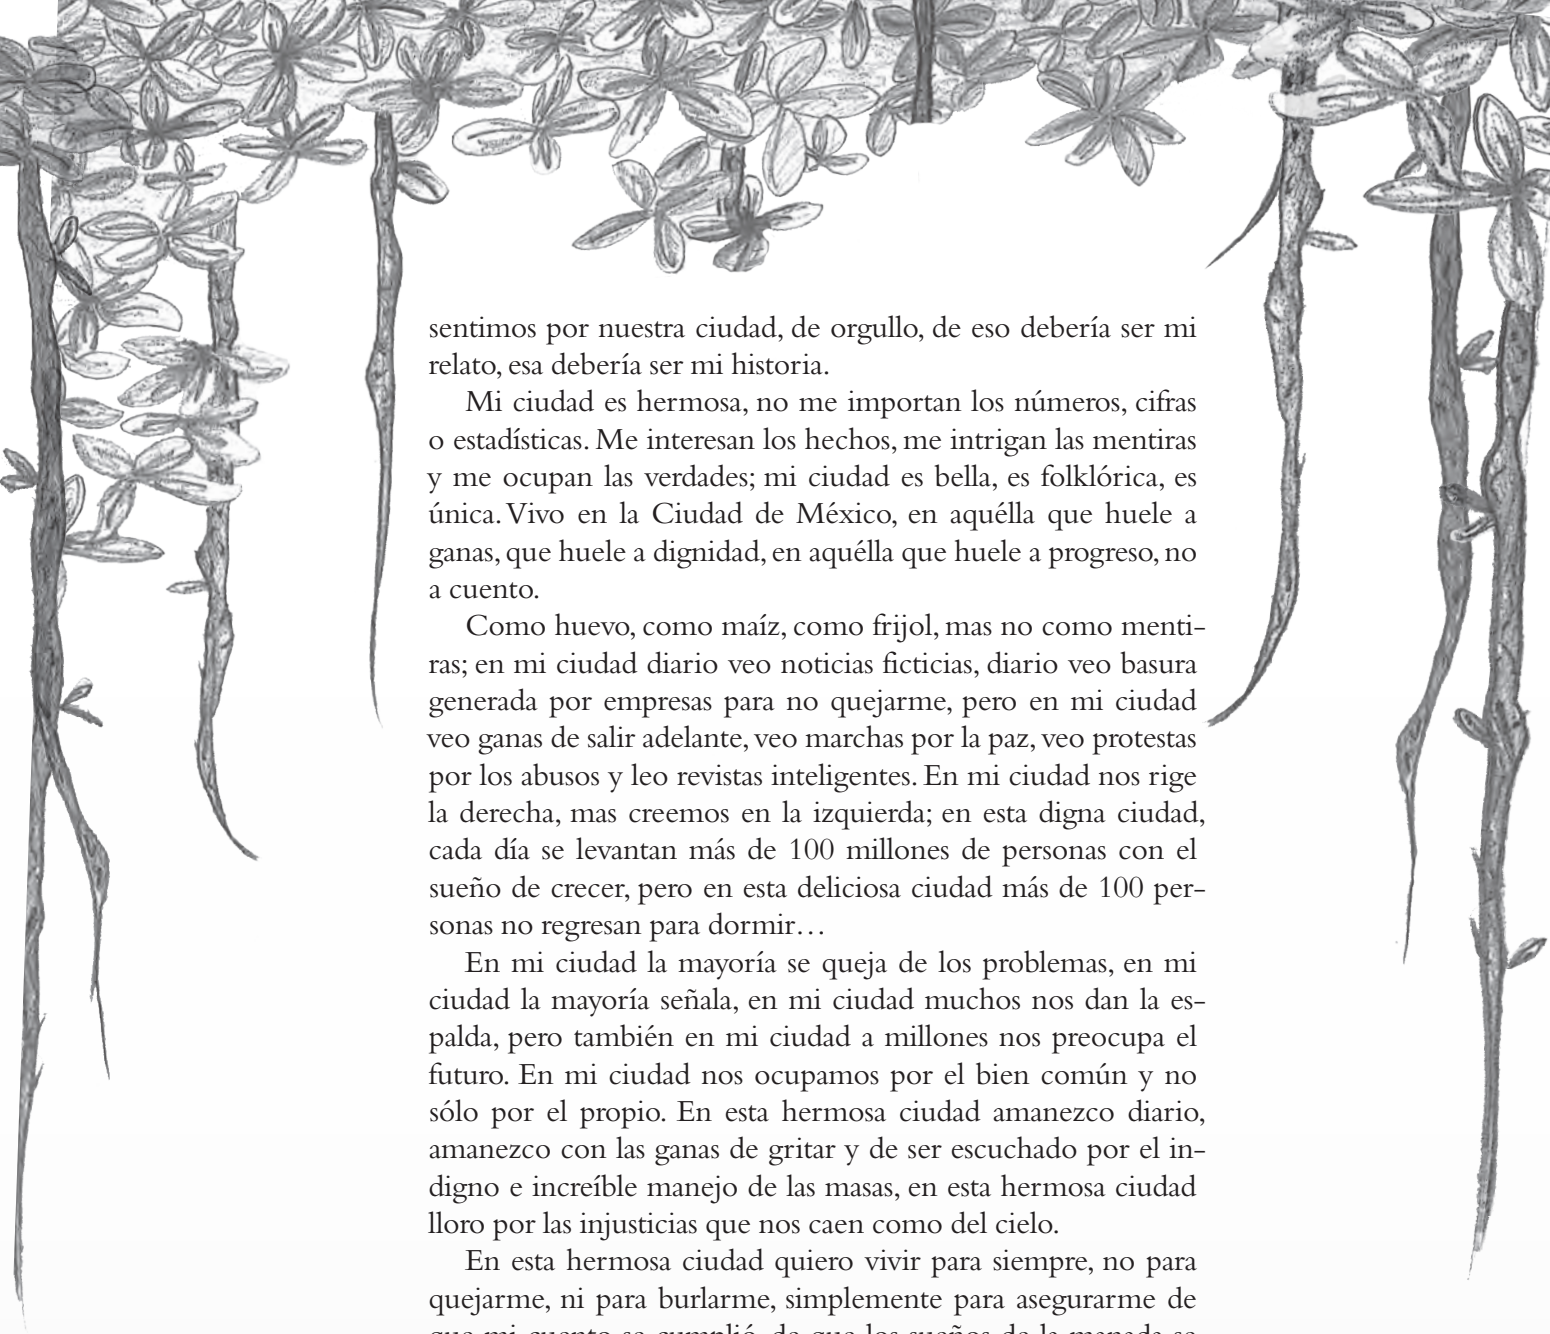 sentimos por nuestra ciudad, de orgullo, de eso debería ser mi
relato, esa debería ser mi historia.
Mi ciudad es hermosa, no me importan los números, cifras
o estadísticas. Me interesan los hechos, me intrigan las mentiras
y me ocupan las verdades; mi ciudad es bella, es folklórica, es
única. Vivo en la Ciudad de México, en aquélla que huele a
ganas, que huele a dignidad, en aquélla que huele a progreso, no
a cuento.
Como huevo, como maíz, como frijol, mas no como menti-
ras; en mi ciudad diario veo noticias ficticias, diario veo basura
generada por empresas para no quejarme, pero en mi ciudad
veo ganas de salir adelante, veo marchas por la paz, veo protestas
por los abusos y leo revistas inteligentes. En mi ciudad nos rige
la derecha, mas creemos en la izquierda; en esta digna ciudad,
cada día se levantan más de 100 millones de personas con el
sueño de crecer, pero en esta deliciosa ciudad más de 100 per-
sonas no regresan para dormir…
En mi ciudad la mayoría se queja de los problemas, en mi
ciudad la mayoría señala, en mi ciudad muchos nos dan la es-
palda, pero también en mi ciudad a millones nos preocupa el
futuro. En mi ciudad nos ocupamos por el bien común y no
sólo por el propio. En esta hermosa ciudad amanezco diario,
amanezco con las ganas de gritar y de ser escuchado por el in-
digno e increíble manejo de las masas, en esta hermosa ciudad
lloro por las injusticias que nos caen como del cielo.
En esta hermosa ciudad quiero vivir para siempre, no para
quejarme, ni para burlarme, simplemente para asegurarme de
que mi cuento se cumplió, de que los sueños de la manada se